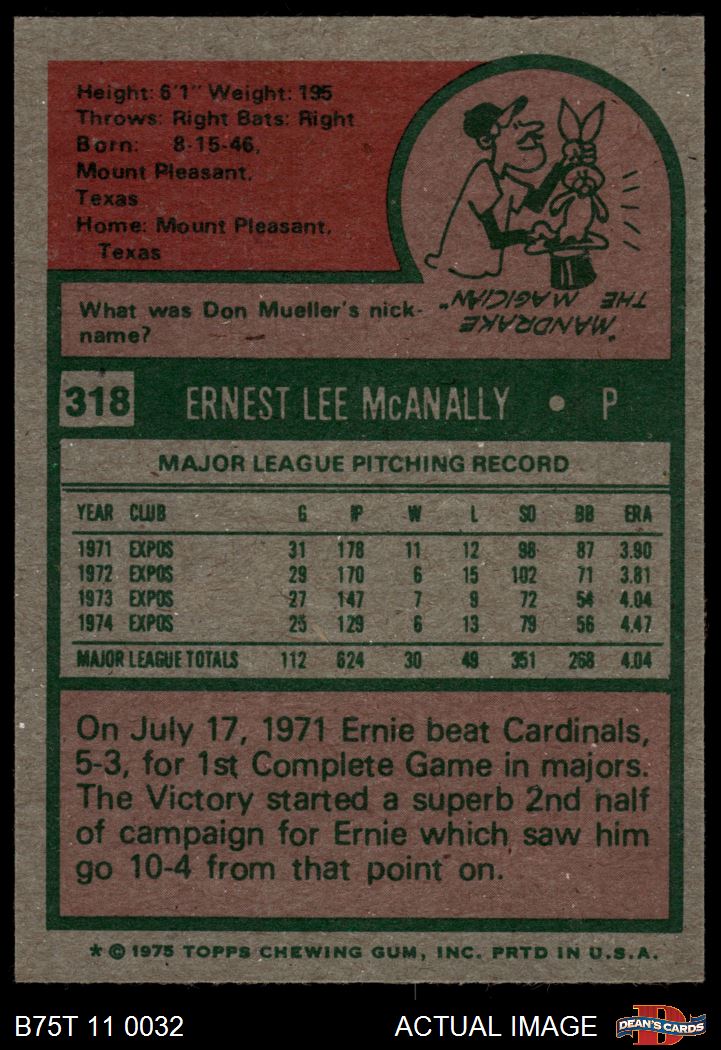 Height: 6'1" Weight: 195
Throws: Right Bats: Right
Born: 8-15-46,
Mount Pleasant,
Texas
Home: Mount Pleasant,
Texas
What was Don Mueller's nick-
name?
"MANDRAKE
THE MAGICIAN"
318 ERNEST LEE McANALLY • P
MAJOR LEAGUE PITCHING RECORD
YEAR CLUB G IP W L SO BB ERA
1971 EXPOS 31 178 11 12 98 87 3.90
1972 EXPOS 29 170 6 15 102 71 3.81
1973 EXPOS 27 147 7 9 72 54 4.04
1974 EXPOS 25 129 6 13 79 56 4.47
MAJOR LEAGUE TOTALS 112 624 30 49 351 268 4.04
On July 17, 1971 Ernie beat Cardinals,
5-3, for 1st Complete Game in majors.
The Victory started a superb 2nd half
of campaign for Ernie which saw him
go 10-4 from that point on.
* © 1975 TOPPS CHEWING GUM, INC. PRTD IN U.S.A.
B75T 11 0032 ACTUAL IMAGE
D
DEAN'S CARDS